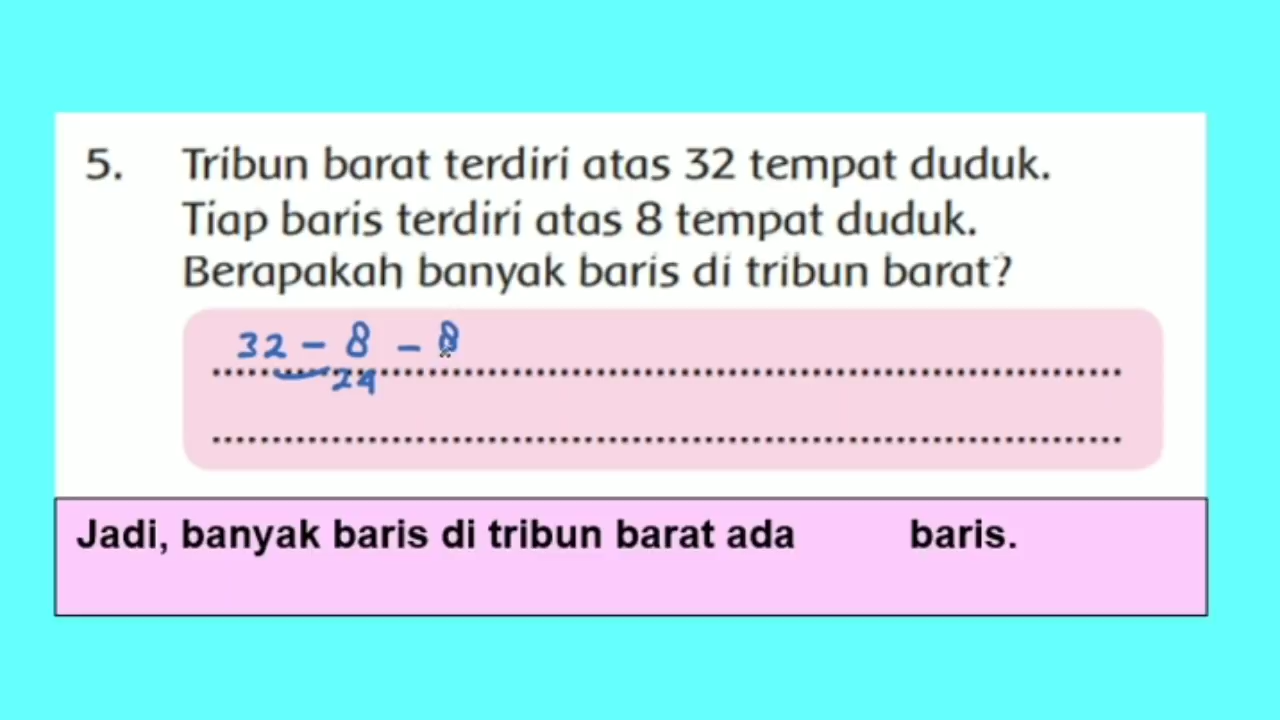 5. Tribun barat terdiri atas 32 tempat duduk.
Tiap baris terdiri atas 8 tempat duduk.
Berapakah banyak baris di tribun barat?
32 - 8 - 8
24
Jadi, banyak baris di tribun barat ada baris.